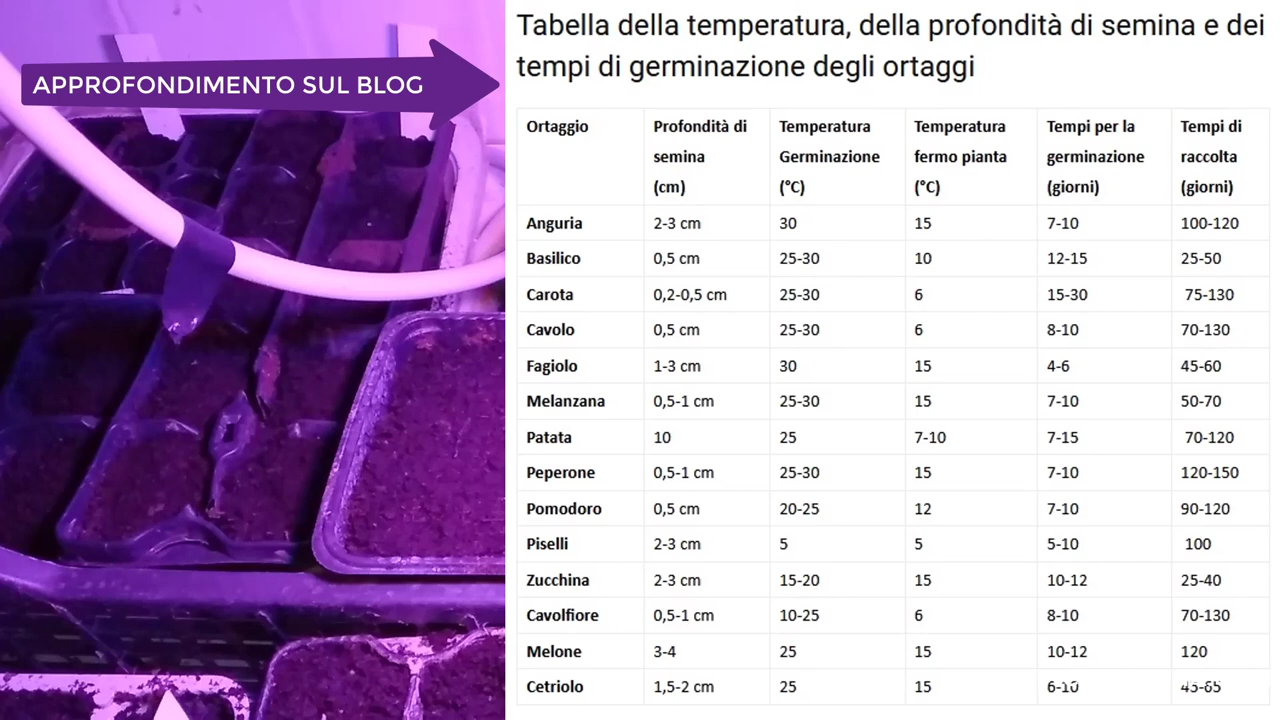 APPROFONDIMENTO SUL BLOG
Tabella della temperatura, della profondità di semina e dei
tempi di germinazione degli ortaggi
Ortaggio Profondità di semina (cm) Temperatura Germinazione (°C) Temperatura fermo pianta (°C) Tempi per la germinazione (giorni) Tempi di raccolta (giorni)
Anguria 2-3 cm 30 15 7-10 100-120
Basilico 0,5 cm 25-30 10 12-15 25-50
Carota 0,2-0,5 cm 25-30 6 15-30 75-130
Cavolo 0,5 cm 25-30 6 8-10 70-130
Fagiolo 1-3 cm 30 15 4-6 45-60
Melanzana 0,5-1 cm 25-30 15 7-10 50-70
Patata 10 25 7-10 7-15 70-120
Peperone 0,5-1 cm 25-30 15 7-10 120-150
Pomodoro 0,5 cm 20-25 12 7-10 90-120
Piselli 2-3 cm 5 5 5-10 100
Zucchina 2-3 cm 15-20 15 10-12 25-40
Cavolfiore 0,5-1 cm 10-25 6 8-10 70-130
Melone 3-4 25 15 10-12 120
Cetriolo 1,5-2 cm 25 15 6-10